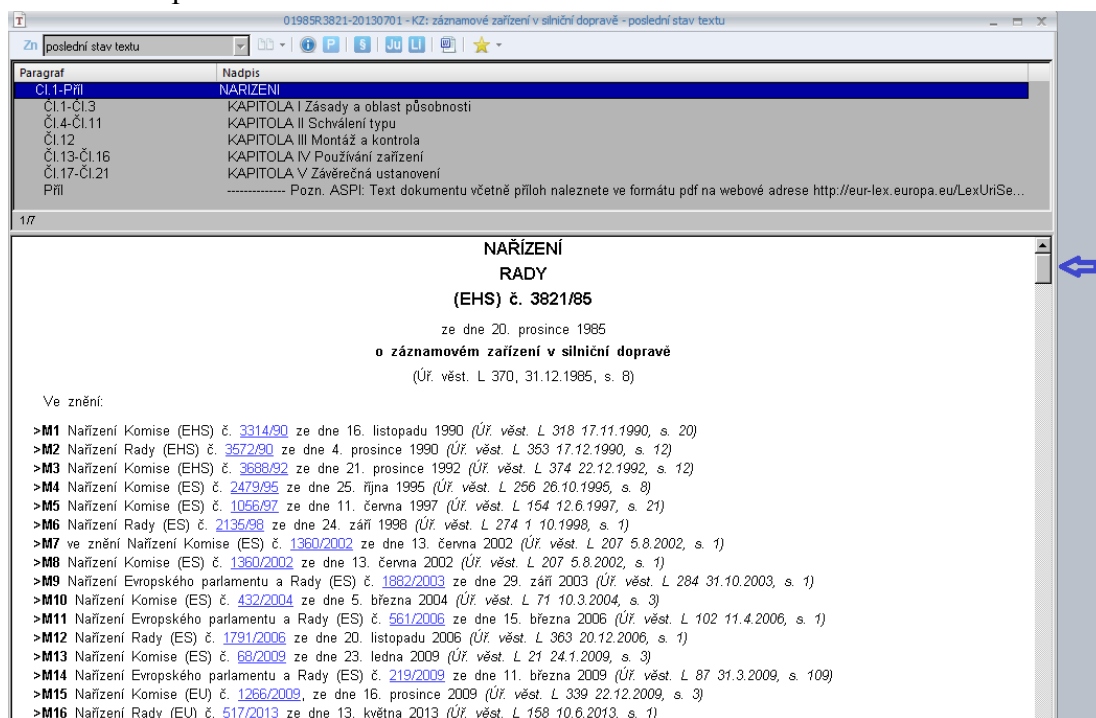 01985R3821-20130701 - KZ: záznamové zařízení v silniční dopravě - poslední stav textu
Zn poslední stav textu
Paragraf Nadpis
Cl.1-Příl NARIZENI
Čl.1-Čl.3 KAPITOLA I Zásady a oblast působnosti
Čl.4-Čl.11 KAPITOLA II Schválení typu
Čl.12 KAPITOLA III Montáž a kontrola
Čl.13-Čl.16 KAPITOLA IV Používání zařízení
Čl.17-Čl.21 KAPITOLA V Závěrečná ustanovení
Příl -------------- Pozn. ASPI: Text dokumentu včetně příloh naleznete ve formátu pdf na webové adrese http://eur-lex.europa.eu/LexUriSe...
1/7
NAŘÍZENÍ
RADY
(EHS) č. 3821/85
ze dne 20. prosince 1985
o záznamovém zařízení v silniční dopravě
(Úř. věst. L 370, 31.12.1985, s. 8)
Ve znění:
>M1 Nařízení Komise (EHS) č. 3314/90 ze dne 16. listopadu 1990 (Úř. věst. L 318 17.11.1990, s. 20)
>M2 Nařízení Rady (EHS) č. 3572/90 ze dne 4. prosince 1990 (Úř. věst. L 353 17.12.1990, s. 12)
>M3 Nařízení Komise (EHS) č. 3688/92 ze dne 21. prosince 1992 (Úř. věst. L 374 22.12.1992, s. 12)
>M4 Nařízení Komise (ES) č. 2479/95 ze dne 25. října 1995 (Úř. věst. L 256 26.10.1995, s. 8)
>M5 Nařízení Komise (ES) č. 1056/97 ze dne 11. června 1997 (Úř. věst. L 154 12.6.1997, s. 21)
>M6 Nařízení Rady (ES) č. 2135/98 ze dne 24. září 1998 (Úř. věst. L 274 1 10.1998, s. 1)
>M7 ve znění Nařízení Komise (ES) č. 1360/2002 ze dne 13. června 2002 (Úř. věst. L 207 5.8.2002, s. 1)
>M8 Nařízení Komise (ES) č. 1360/2002 ze dne 13. června 2002 (Úř. věst. L 207 5.8.2002, s. 1)
>M9 Nařízení Evropského parlamentu a Rady (ES) č. 1882/2003 ze dne 29. září 2003 (Úř. věst. L 284 31.10.2003, s. 1)
>M10 Nařízení Komise (ES) č. 432/2004 ze dne 5. března 2004 (Úř. věst. L 71 10.3.2004, s. 3)
>M11 Nařízení Evropského parlamentu a Rady (ES) č. 561/2006 ze dne 15. března 2006 (Úř. věst. L 102 11.4.2006, s. 1)
>M12 Nařízení Rady (ES) č. 1791/2006 ze dne 20. listopadu 2006 (Úř. věst. L 363 20.12.2006, s. 1)
>M13 Nařízení Komise (ES) č. 68/2009 ze dne 23. ledna 2009 (Úř. věst. L 21 24.1.2009, s. 3)
>M14 Nařízení Evropského parlamentu a Rady (ES) č. 219/2009 ze dne 11. března 2009 (Úř. věst. L 87 31.3.2009, s. 109)
>M15 Nařízení Komise (EU) č. 1266/2009, ze dne 16. prosince 2009 (Úř. věst. L 339 22.12.2009, s. 3)
>M16 Nařízení Rady (EU) č. 517/2013 ze dne 13. května 2013 (Úř. věst. L 158 10.6.2013, s. 1)